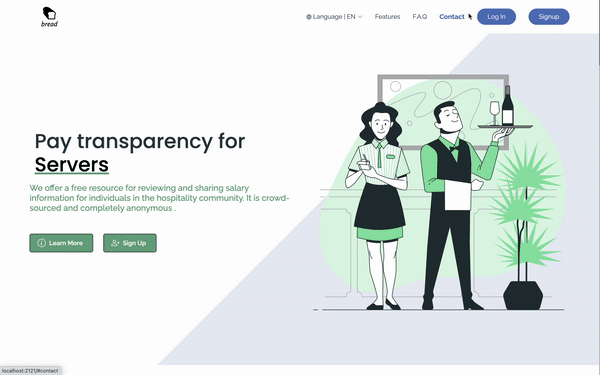 bread
Language | EN
Features
F.A.Q
Contact
Log In
Signup
Pay transparency for
Servers
We offer a free resource for reviewing and sharing salary
information for individuals in the hospitality community. It is crowd-
sourced and completely anonymous .
Learn More
Sign Up
localhost:2121/#contact